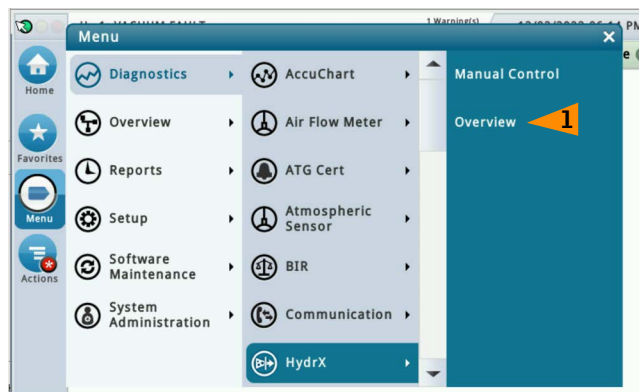 1 Warning(s)
PM
Menu
e
Home
Favorites
Menu
Actions
Diagnostics
Overview
Reports
Setup
Software
Maintenance
System
Administration
AccuChart
Air Flow Meter
ATG Cert
Atmospheric
Sensor
BIR
Communication
HydrX
Manual Control
Overview
1